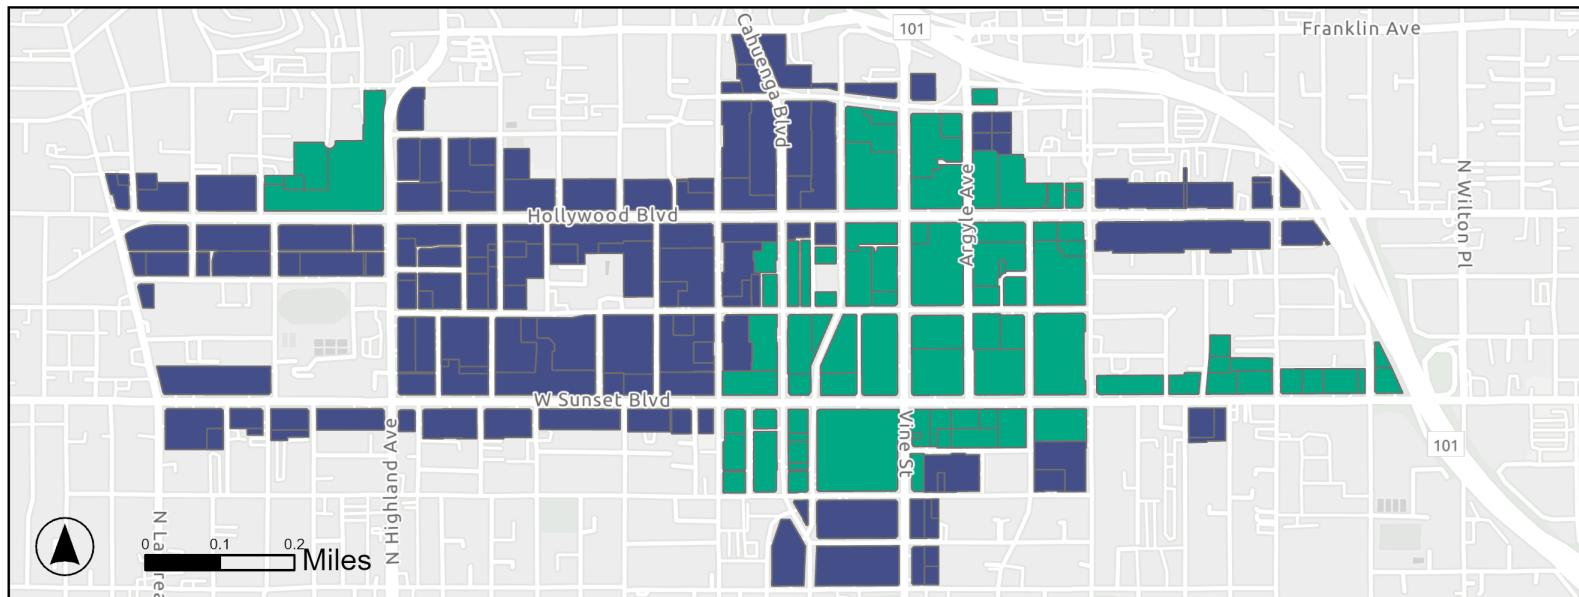 Cahuenga Blvd
101
Franklin Ave
Hollywood Blvd
Argyle Ave
N Wilton Pl
W Sunset Blvd
N Highland Ave
Vine St
101
N La
0 0.1 0.2
Miles